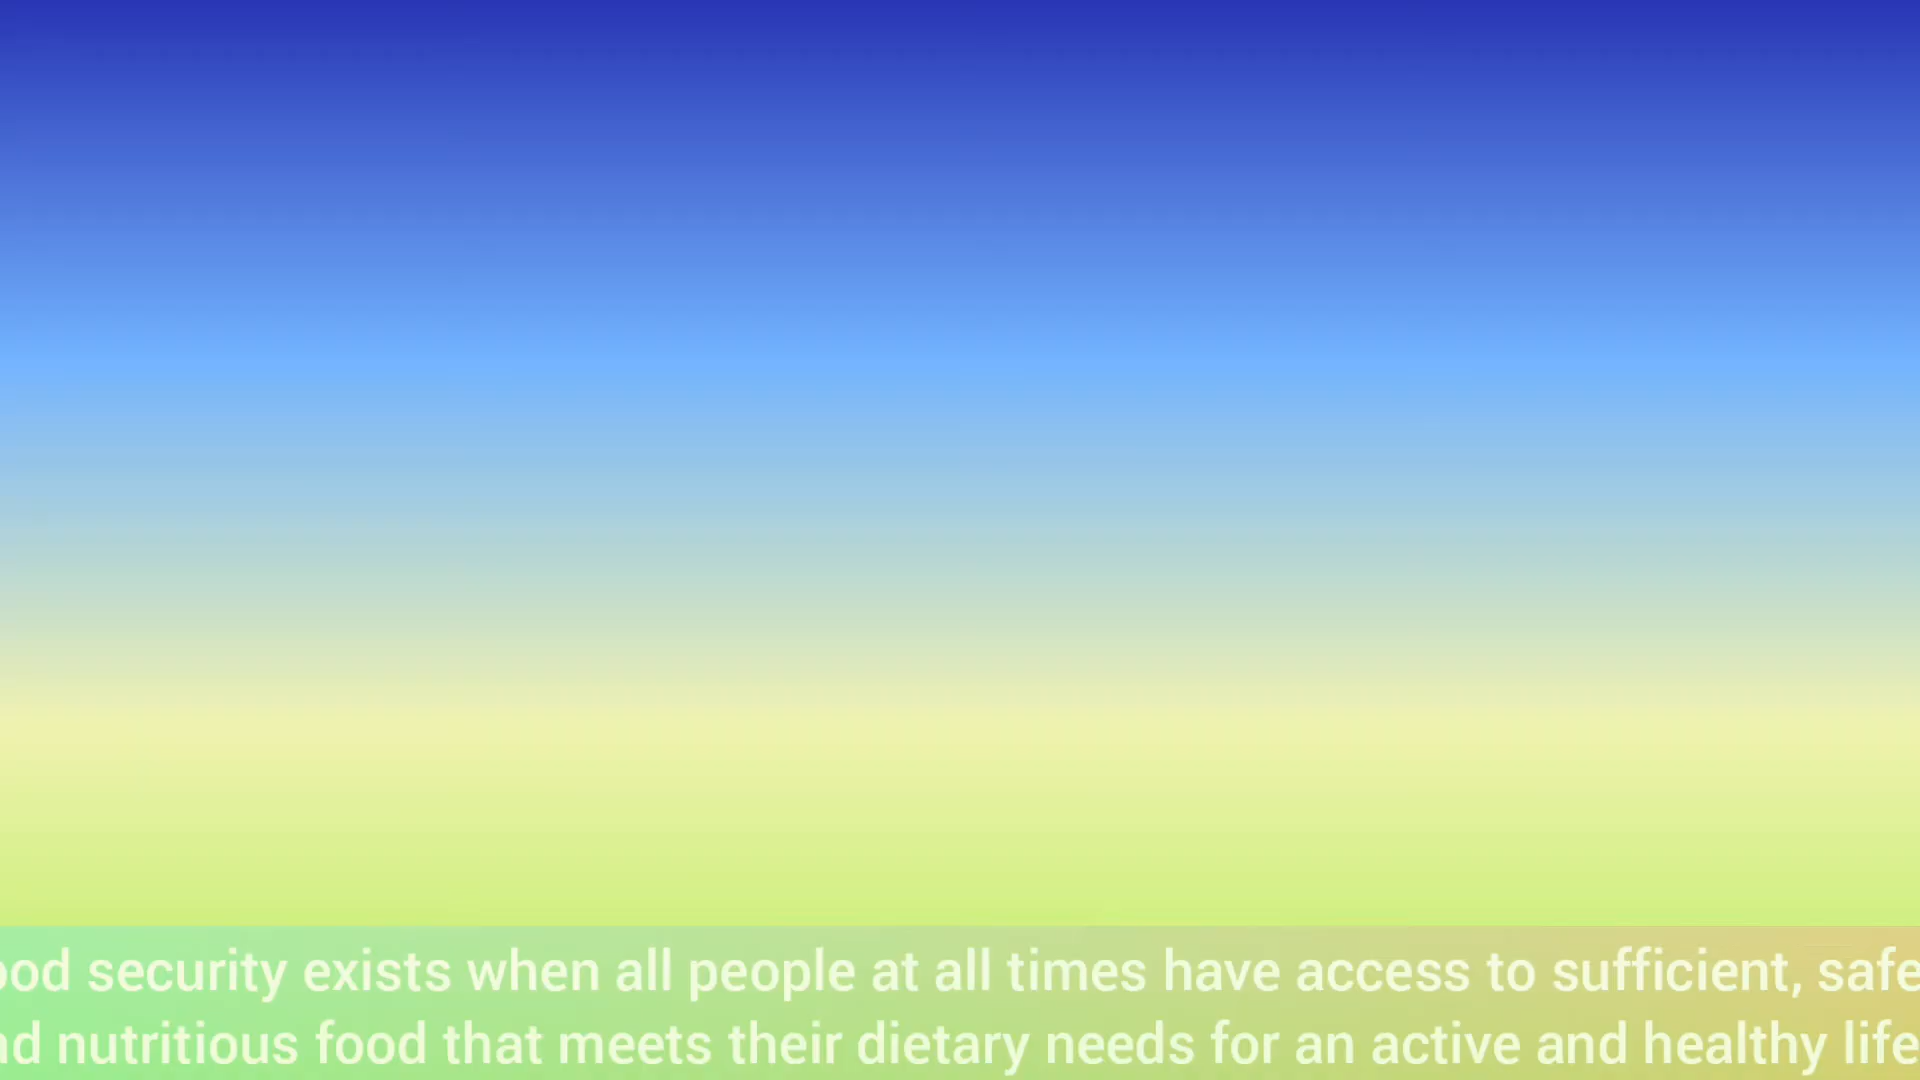 ood security exists when all people at all times have access to sufficient, safe
nd nutritious food that meets their dietary needs for an active and healthy life